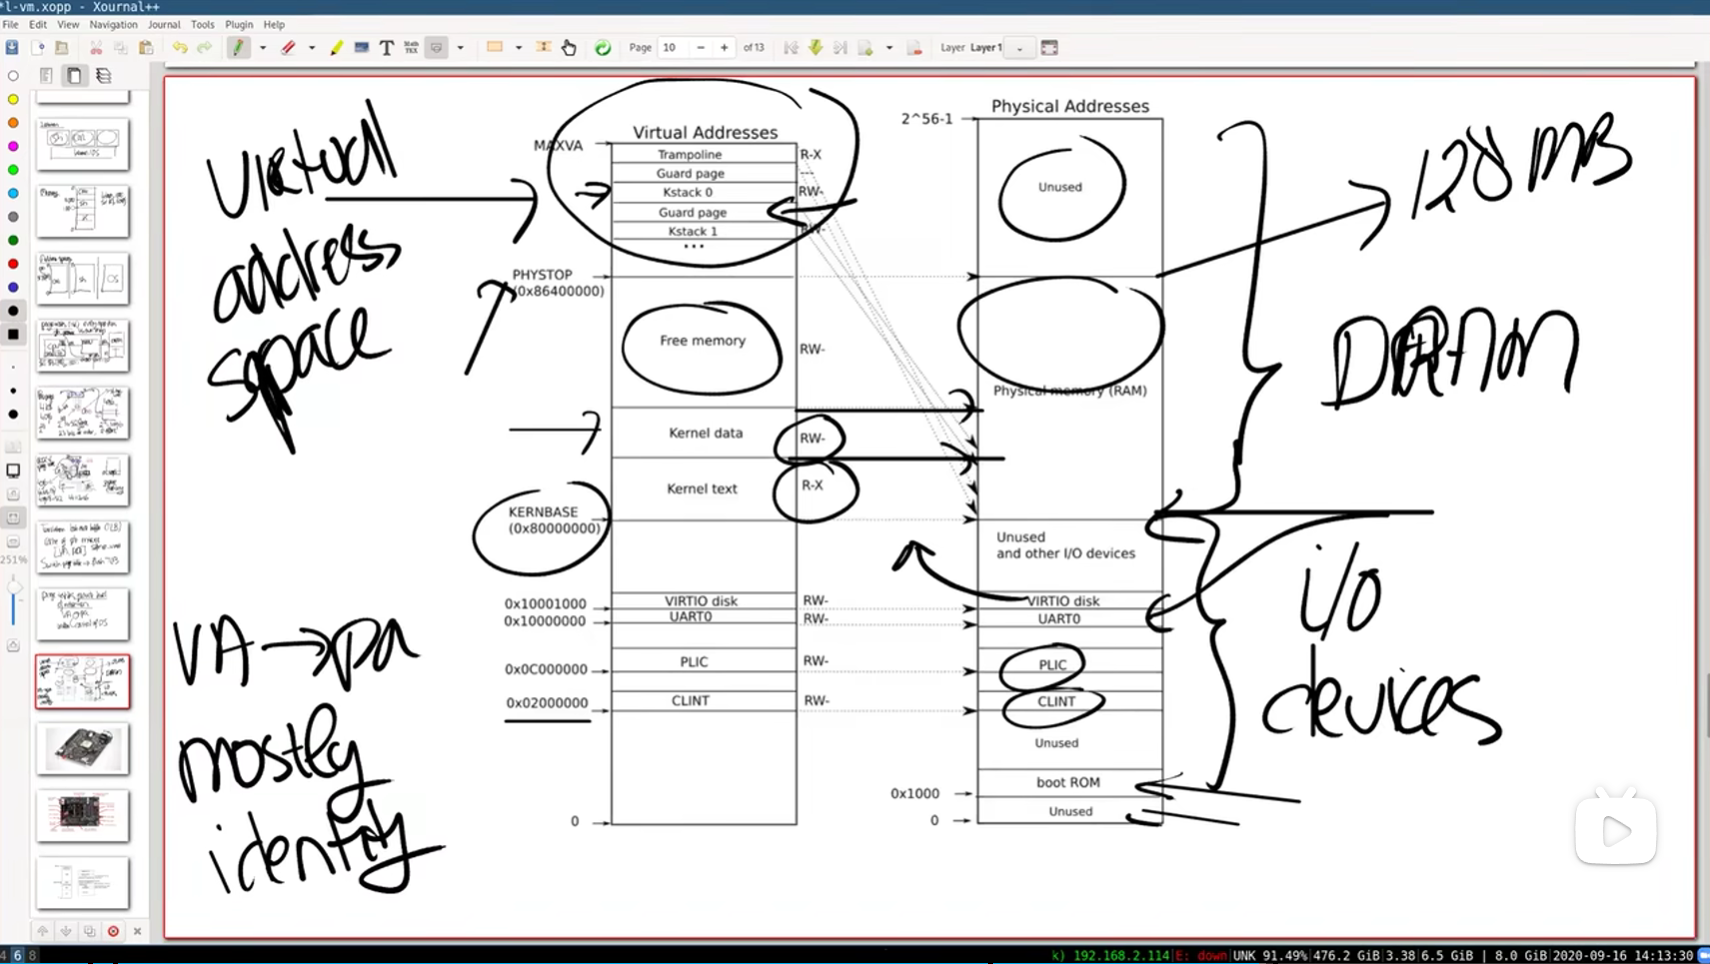 *l-vm.xopp - Xournal++
File Edit View Navigation Journal Tools Plugin Help
Page 10 of 13 Layer Layer 1
251%
Virtual
address
space
Virtual Addresses
MAXVA
Trampoline R-X
Guard page ---
Kstack 0 RW-
Guard page
Kstack 1 RW-
...
PHYSTOP
(0x86400000)
Free memory RW-
Kernel data RW-
Kernel text R-X
KERNBASE
(0x80000000)
0x10001000 VIRTIO disk RW-
0x10000000 UART0 RW-
0x0C000000 PLIC RW-
0x02000000 CLINT RW-
0
VA → pa
mostly
identity
Physical Addresses
2^56-1
Unused
Physical memory (RAM)
Unused
and other I/O devices
VIRTIO disk
UART0
PLIC
CLINT
Unused
boot ROM
0x1000
Unused
0
128 MB
DRAM
i/o
devices
k) 192.168.2.114 E: down UNK 91.49% 476.2 GiB 3.38 6.5 GiB | 8.0 GiB 2020-09-16 14:13:30
4 6 8